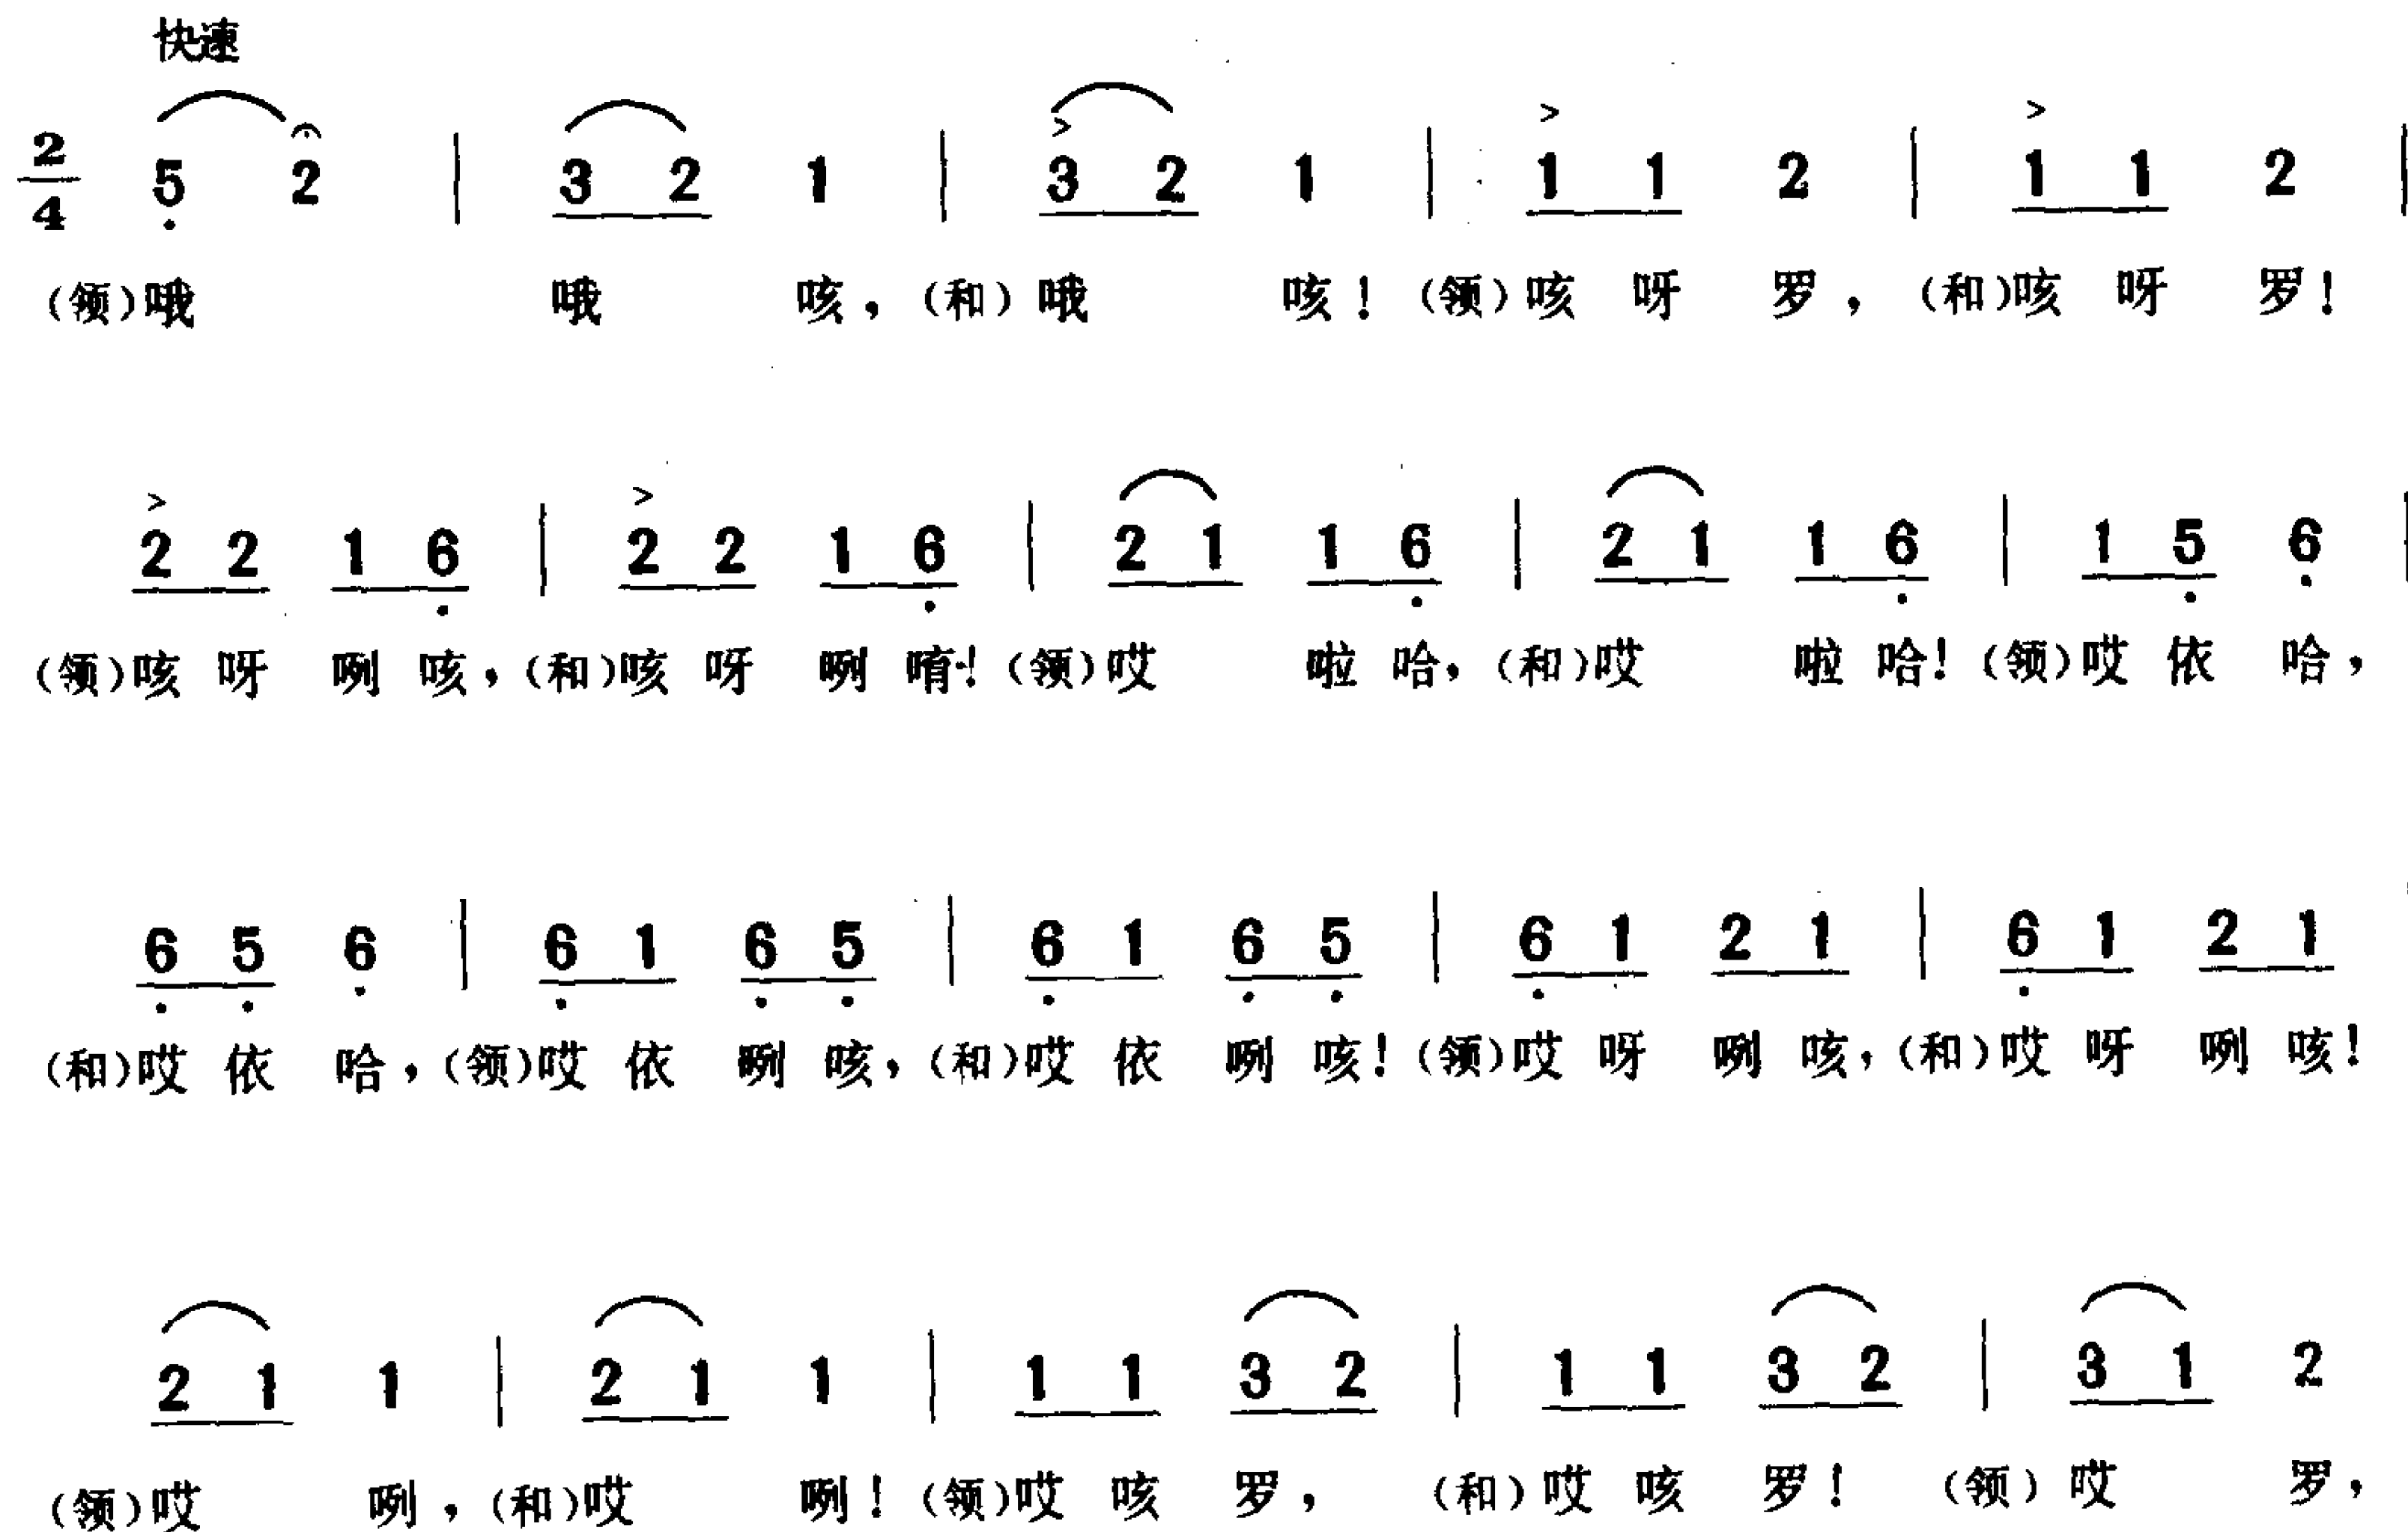 快速
2/4 5 2 | 3 2 1 | 3 2 1 | 1 1 2 | 1 1 2 |
(领)哦 哦 咳,(和)哦 咳!(领)咳 呀 罗,(和)咳 呀 罗!
2 2 1 6 | 2 2 1 6 | 2 1 1 6 | 2 1 1 6 | 1 5 6 |
(领)咳 呀 咧 咳,(和)咳 呀 咧 唷!(领)哎 啦 哈,(和)哎 啦 哈!(领)哎 依 哈,
6 5 6 | 6 1 6 5 | 6 1 6 5 | 6 1 2 1 | 6 1 2 1
(和)哎 依 哈,(领)哎 依 咧 咳,(和)哎 依 咧 咳!(领)哎 呀 咧 咳,(和)哎 呀 咧 咳!
2 1 1 | 2 1 1 | 1 1 3 2 | 1 1 3 2 | 3 1 2
(领)哎 咧,(和)哎 咧!(领)哎 咳 罗,(和)哎 咳 罗!(领)哎 罗,